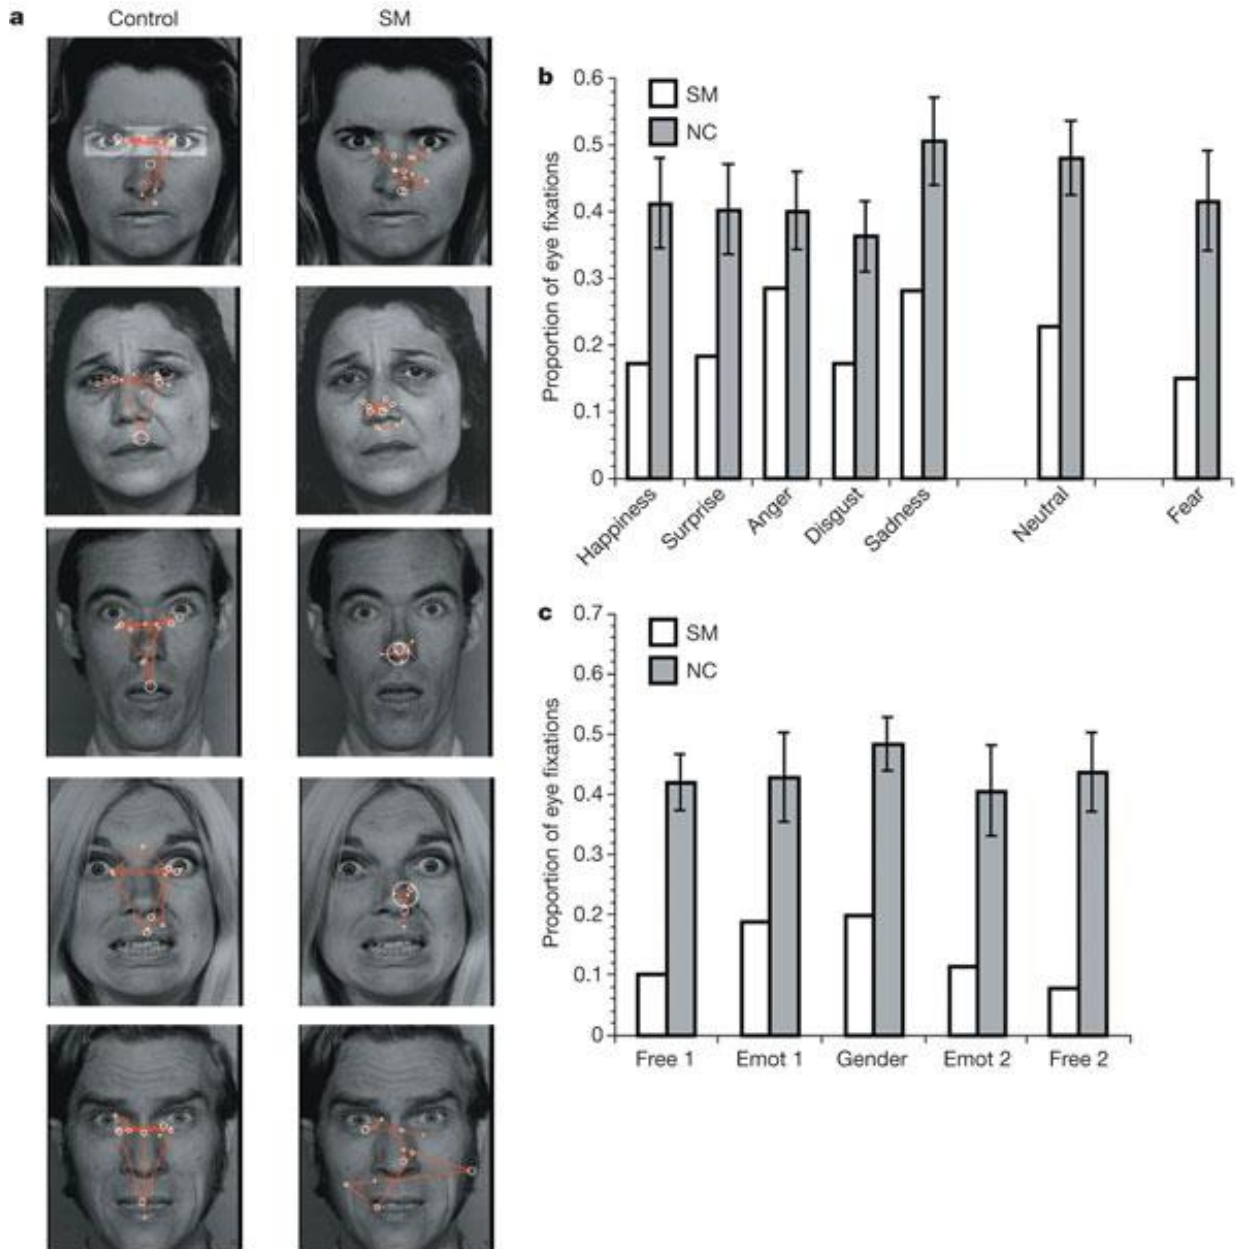 a
Control
SM
b
Proportion of eye fixations
0.6
0.5
0.4
0.3
0.2
0.1
0
SM
NC
Happiness
Surprise
Anger
Disgust
Sadness
Neutral
Fear
c
Proportion of eye fixations
0.7
0.6
0.5
0.4
0.3
0.2
0.1
0
SM
NC
Free 1
Emot 1
Gender
Emot 2
Free 2